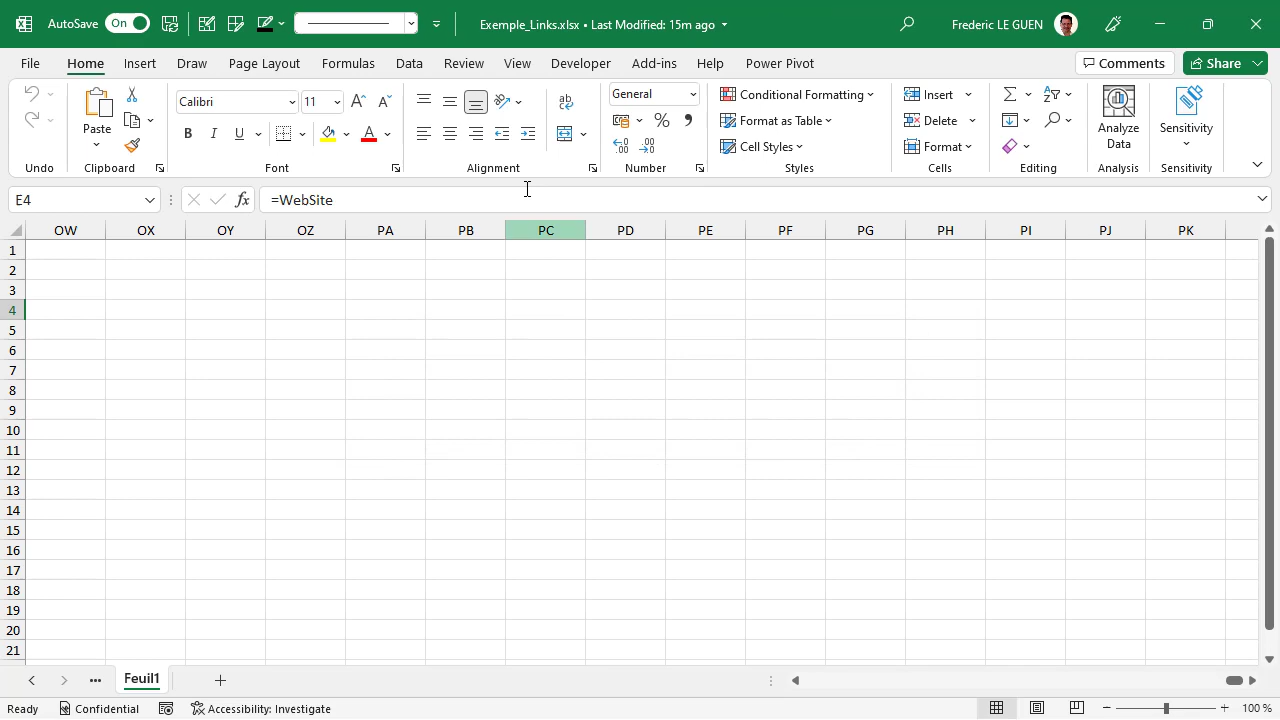 AutoSave On Exemple_Links.xlsx • Last Modified: 15m ago Frederic LE GUEN
File Home Insert Draw Page Layout Formulas Data Review View Developer Add-ins Help Power Pivot Comments Share
Paste Calibri 11 General Conditional Formatting Insert Analyze Data Sensitivity
Format as Table Delete
Cell Styles Format
Undo Clipboard Font Alignment Number Styles Cells Editing Analysis Sensitivity
E4 =WebSite
OW OX OY OZ PA PB PC PD PE PF PG PH PI PJ PK
1
2
3
4
5
6
7
8
9
10
11
12
13
14
15
16
17
18
19
20
21
Feuil1
Ready Confidential Accessibility: Investigate 100 %